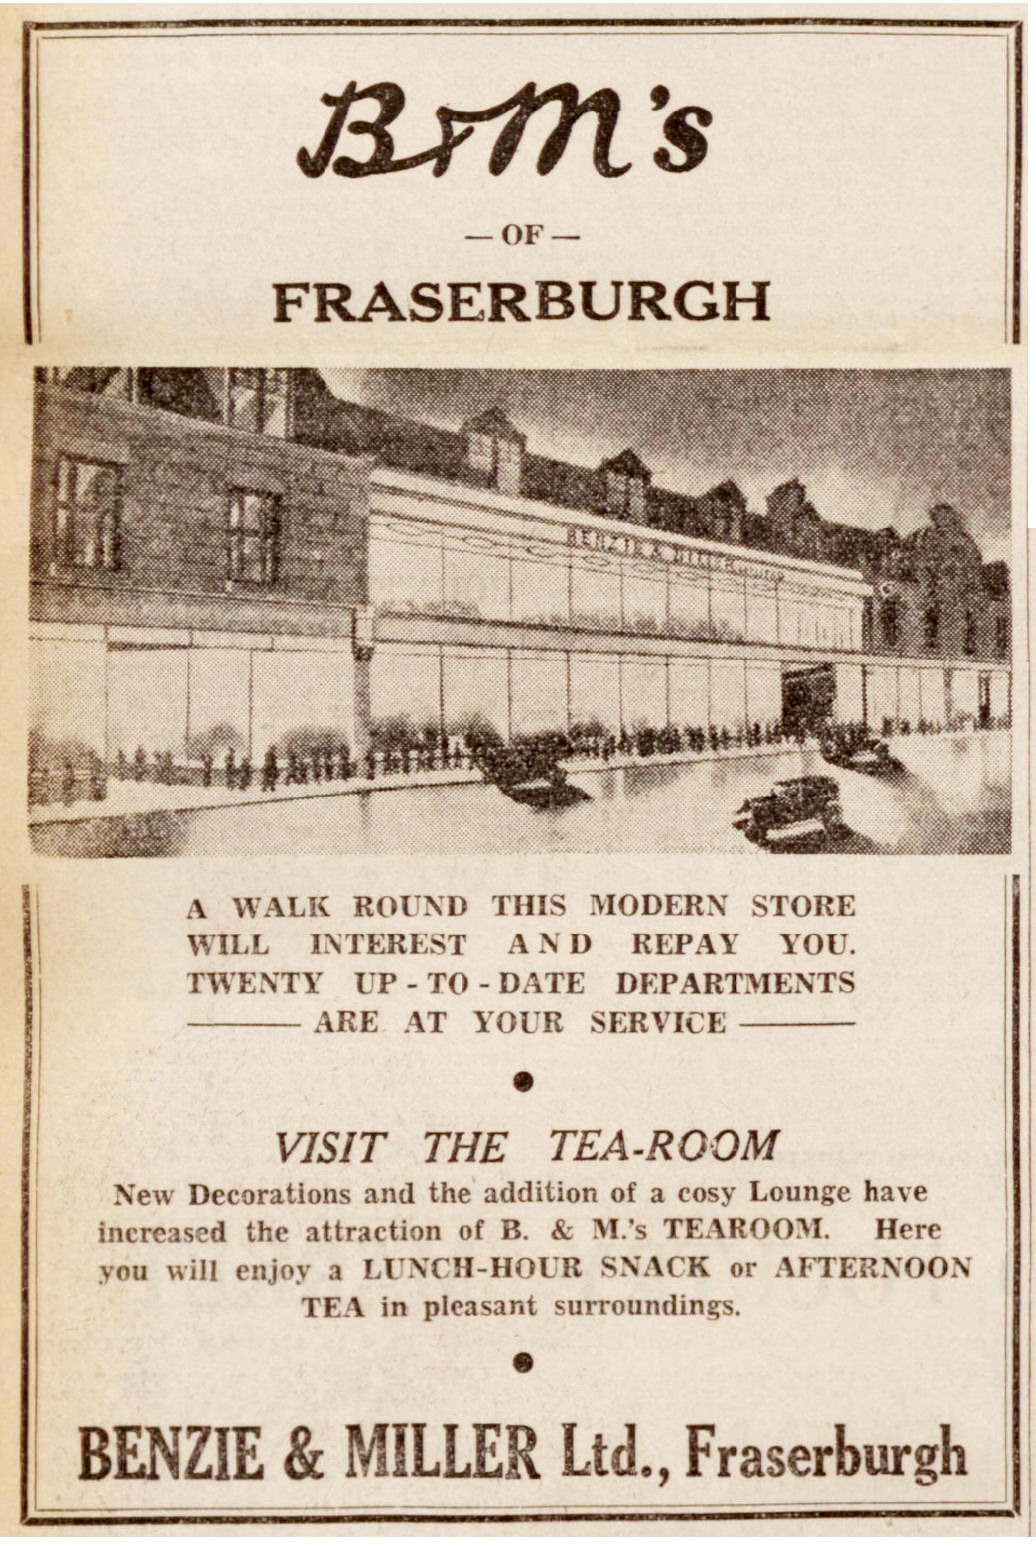 B & M's
— OF —
FRASERBURGH
BENZIE & MILLER
A WALK ROUND THIS MODERN STORE
WILL INTEREST AND REPAY YOU.
TWENTY UP-TO-DATE DEPARTMENTS
ARE AT YOUR SERVICE
VISIT THE TEA-ROOM
New Decorations and the addition of a cosy Lounge have
increased the attraction of B. & M.'s TEAROOM. Here
you will enjoy a LUNCH-HOUR SNACK or AFTERNOON
TEA in pleasant surroundings.
BENZIE & MILLER Ltd., Fraserburgh